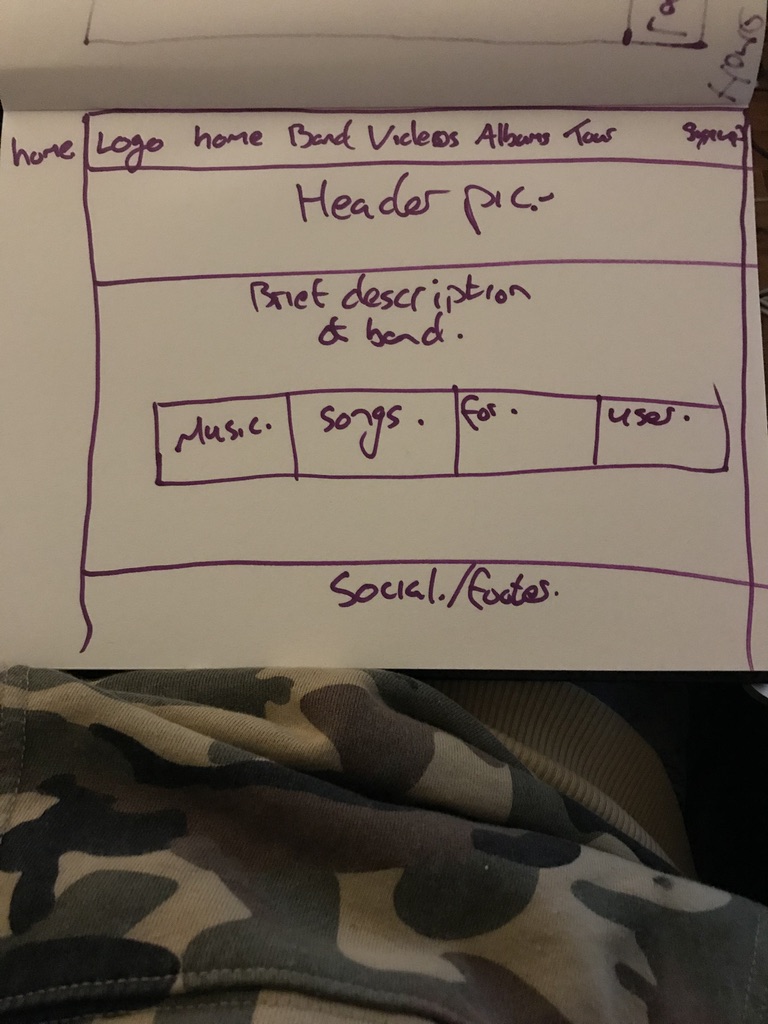 home
Logo home Band Videos Albums Tour Signup
Header pic.
Brief description
of band.
Music. Songs. for. user.
Social./footer.